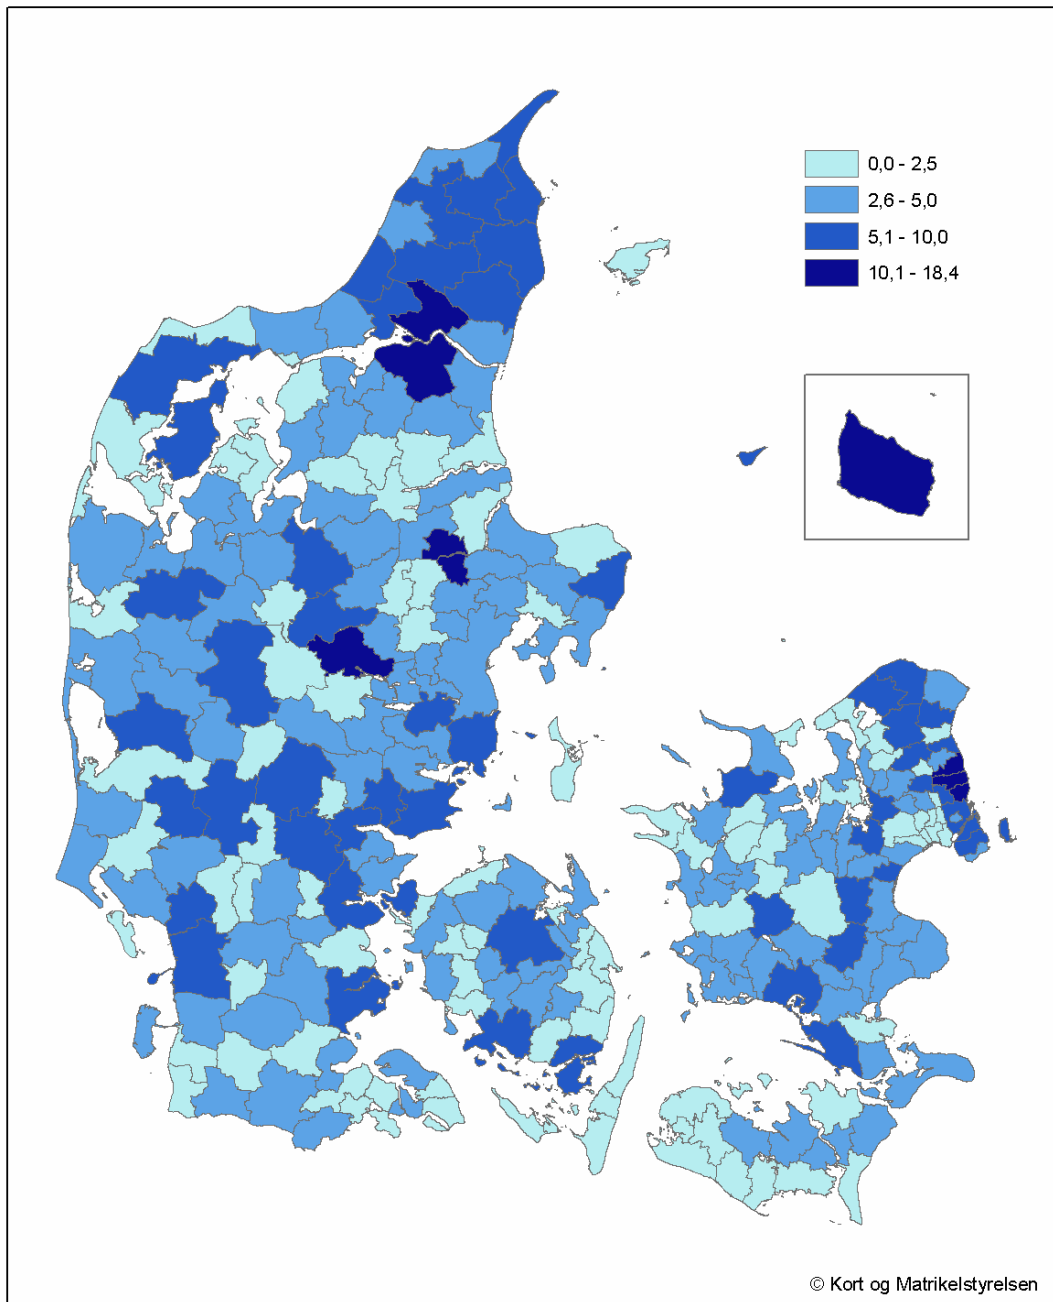 0,0 - 2,5
2,6 - 5,0
5,1 - 10,0
10,1 - 18,4
© Kort og Matrikelstyrelsen